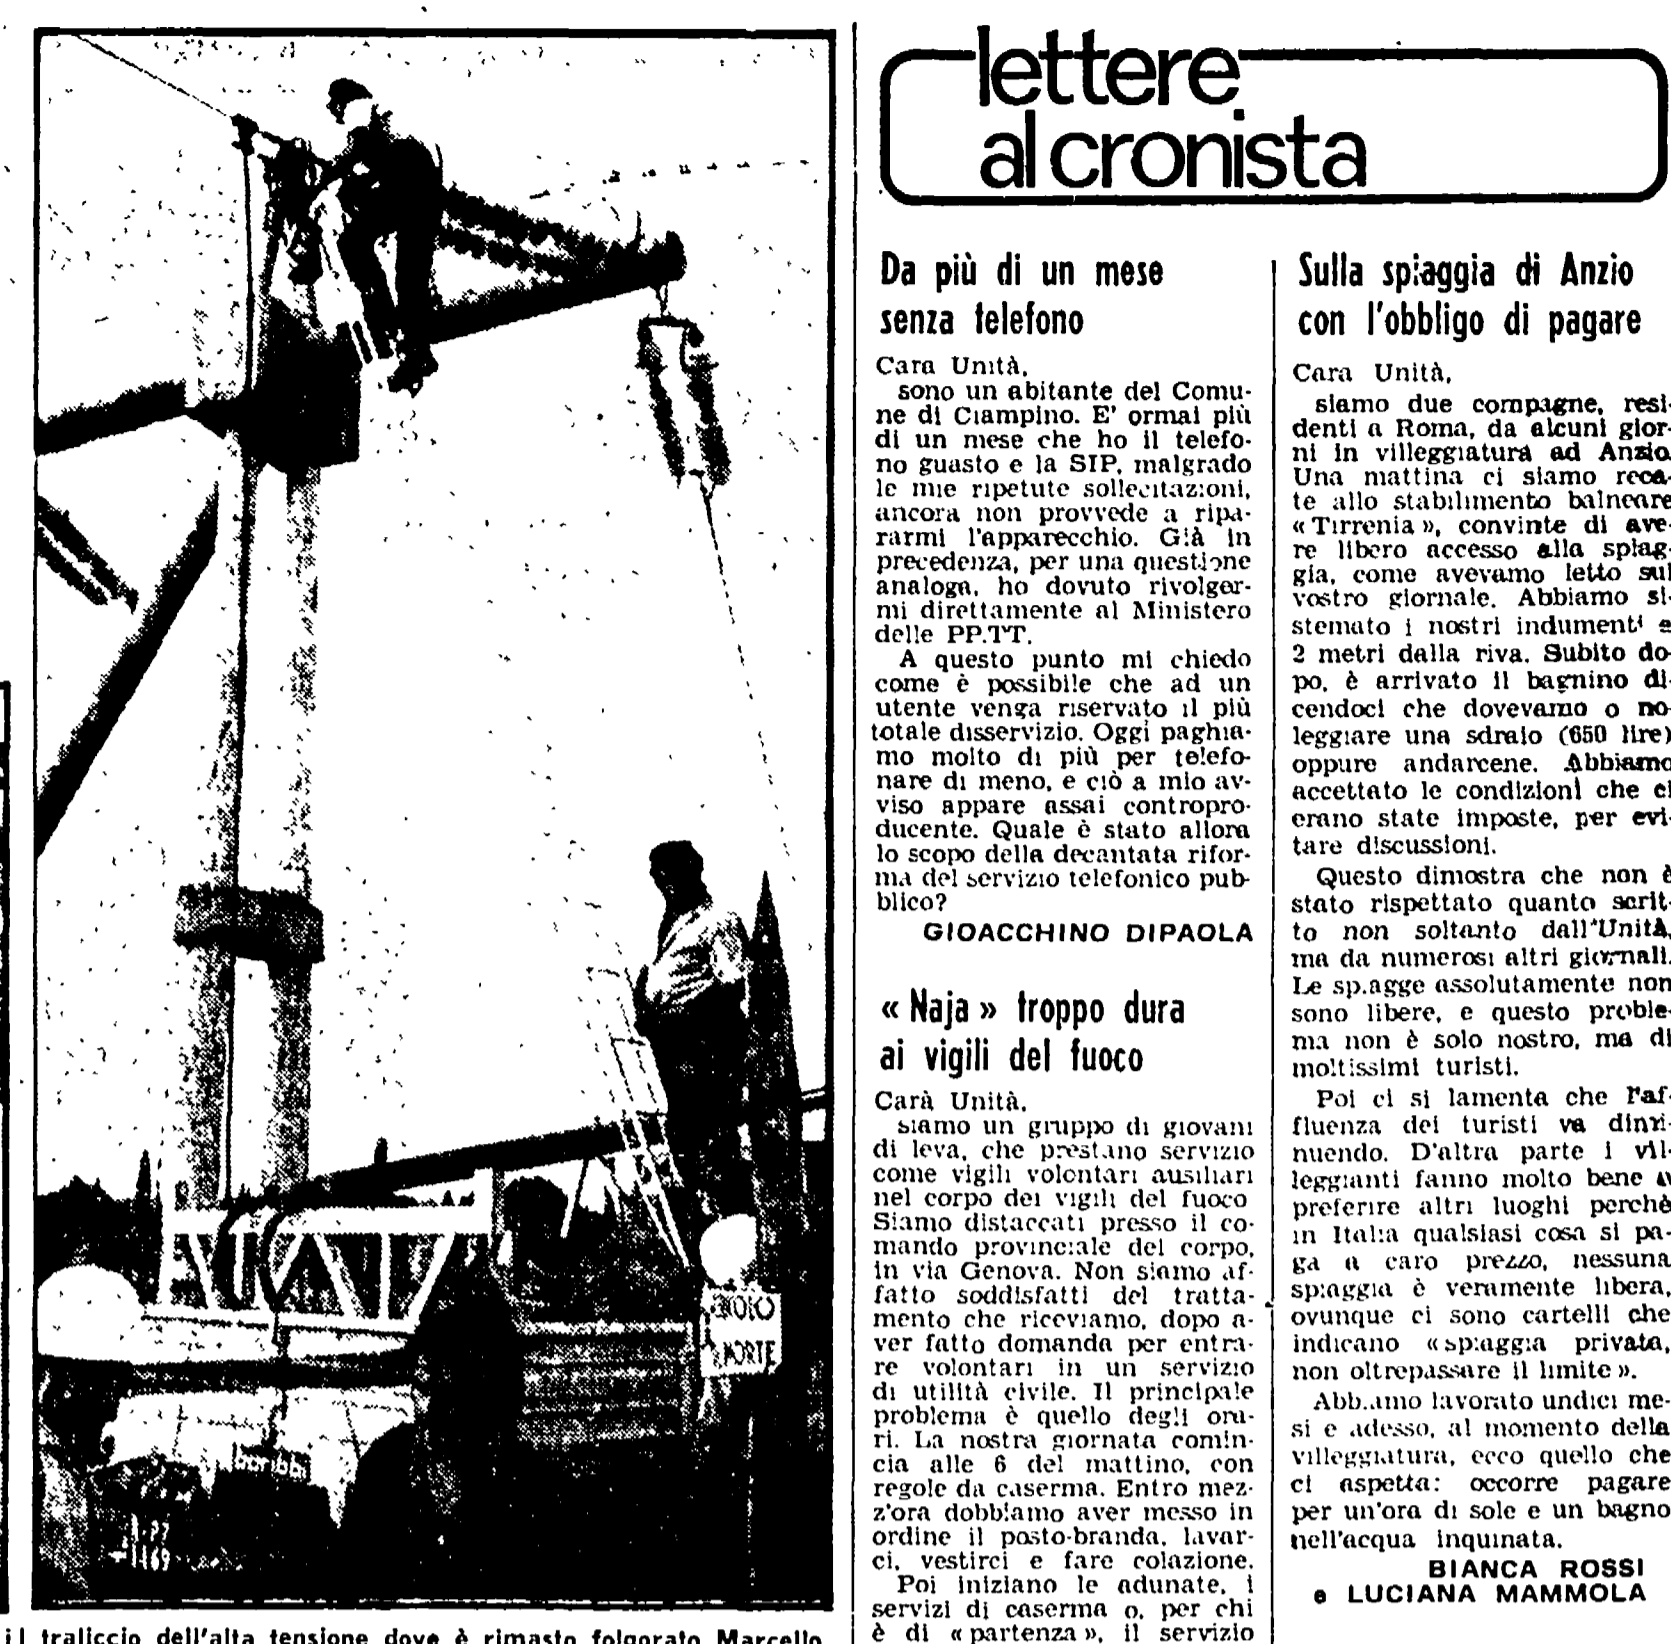 lettere
al cronista
Da più di un mese
senza telefono
Cara Unità,
sono un abitante del Comu-
ne di Ciampino. E' ormai più
di un mese che ho il telefo-
no guasto e la SIP, malgrado
le mie ripetute sollecitazioni,
ancora non provvede a ripa-
rarmi l'apparecchio. Già in
precedenza, per una questione
analoga, ho dovuto rivolger-
mi direttamente al Ministero
delle PP.TT.
A questo punto mi chiedo
come è possibile che ad un
utente venga riservato il più
totale disservizio. Oggi paghia-
mo molto di più per telefo-
nare di meno, e ciò a mio av-
viso appare assai contropro-
ducente. Quale è stato allora
lo scopo della decantata rifor-
ma del servizio telefonico pub-
blico?
GIOACCHINO DIPAOLA
« Naja » troppo dura
ai vigili del fuoco
Carà Unità,
siamo un gruppo di giovani
di leva, che prestano servizio
come vigili volontari ausiliari
nel corpo dei vigili del fuoco
Siamo distaccati presso il co-
mando provinciale del corpo,
in via Genova. Non siamo af-
fatto soddisfatti del tratta-
mento che riceviamo, dopo a-
ver fatto domanda per entra-
re volontari in un servizio
di utilità civile. Il principale
problema è quello degli ora-
ri. La nostra giornata comin-
cia alle 6 del mattino, con
regole da caserma. Entro mez-
z'ora dobbiamo aver messo in
ordine il posto-branda, lavar-
ci, vestirci e fare colazione.
Poi iniziano le adunate, i
servizi di caserma o, per chi
è di « partenza », il servizio
Sulla spiaggia di Anzio
con l'obbligo di pagare
Cara Unità,
siamo due compagne, resi-
denti a Roma, da alcuni gior-
ni in villeggiatura ad Anzio.
Una mattina ci siamo reca-
te allo stabilimento balneare
« Tirrenia », convinte di ave-
re libero accesso alla spiag-
gia, come avevamo letto sul
vostro giornale. Abbiamo si-
stemato i nostri indumenti a
2 metri dalla riva. Subito do-
po, è arrivato il bagnino di-
cendoci che dovevamo o no-
leggiare una sdraio (650 lire)
oppure andarcene. Abbiamo
accettato le condizioni che ci
erano state imposte, per evi-
tare discussioni.
Questo dimostra che non è
stato rispettato quanto scrit-
to non soltanto dall'Unità,
ma da numerosi altri giornali.
Le spiagge assolutamente non
sono libere, e questo proble-
ma non è solo nostro, ma di
moltissimi turisti.
Poi ci si lamenta che l'af-
fluenza dei turisti va dimi-
nuendo. D'altra parte i vil-
leggianti fanno molto bene a
preferire altri luoghi perchè
in Italia qualsiasi cosa si pa-
ga a caro prezzo, nessuna
spiaggia è veramente libera,
ovunque ci sono cartelli che
indicano « spiaggia privata,
non oltrepassare il limite ».
Abbiamo lavorato undici me-
si e adesso, al momento della
villeggiatura, ecco quello che
ci aspetta: occorre pagare
per un'ora di sole e un bagno
nell'acqua inquinata.
BIANCA ROSSI
e LUCIANA MAMMOLA
MORTE
il traliccio dell'alta tensione dove è rimasto folgorato Marcello